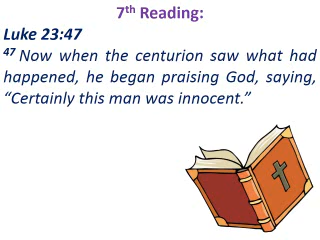 7th Reading:
Luke 23:47
47 Now when the centurion saw what had
happened, he began praising God, saying,
“Certainly this man was innocent.”